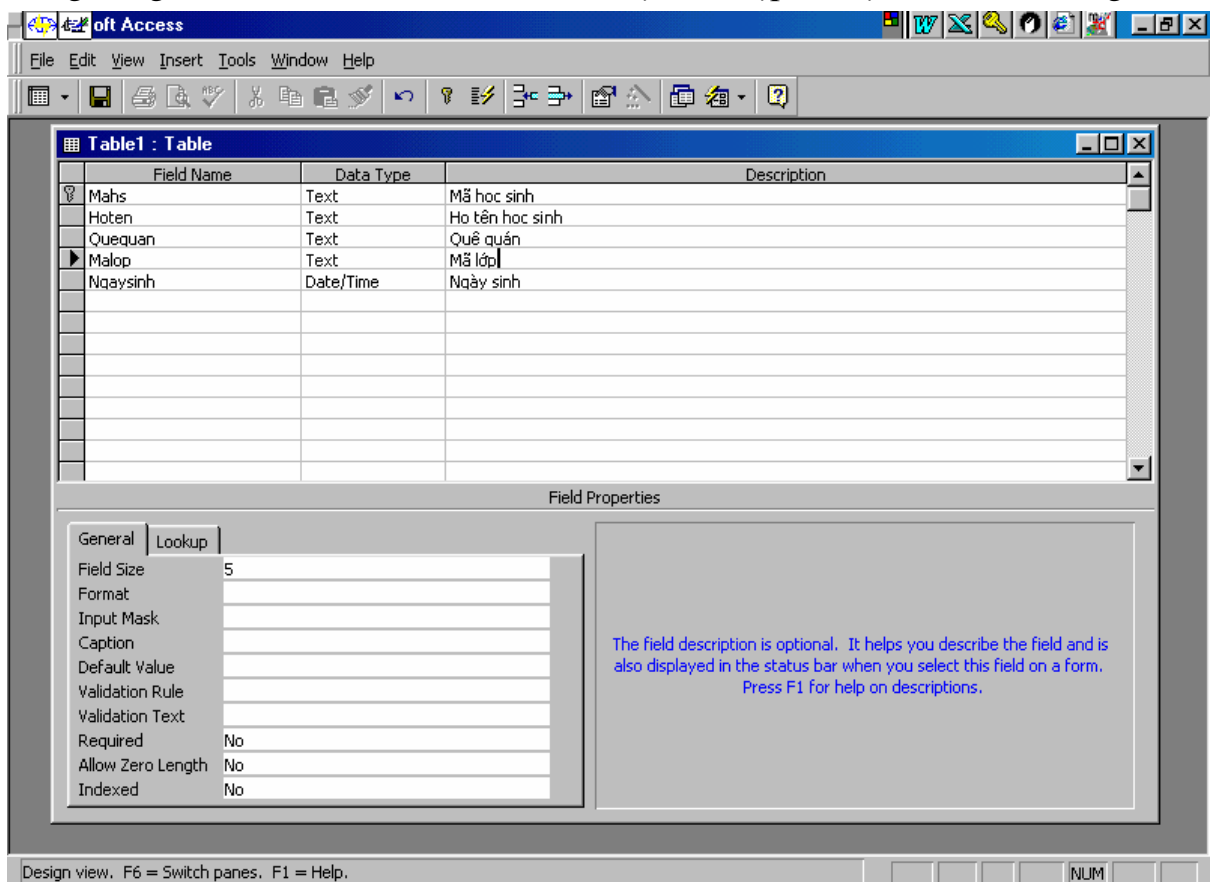 oft Access
File Edit View Insert Tools Window Help
Table1 : Table
Field Name Data Type Description
Mahs Text Mã hoc sinh
Hoten Text Ho tên hoc sinh
Quequan Text Quê quán
Malop Text Mã lớp
Ngaysinh Date/Time Ngày sinh
Field Properties
General Lookup
Field Size 5
Format
Input Mask
Caption
Default Value
Validation Rule
Validation Text
Required No
Allow Zero Length No
Indexed No
The field description is optional. It helps you describe the field and is
also displayed in the status bar when you select this field on a form.
Press F1 for help on descriptions.
Design view. F6 = Switch panes. F1 = Help. NUM